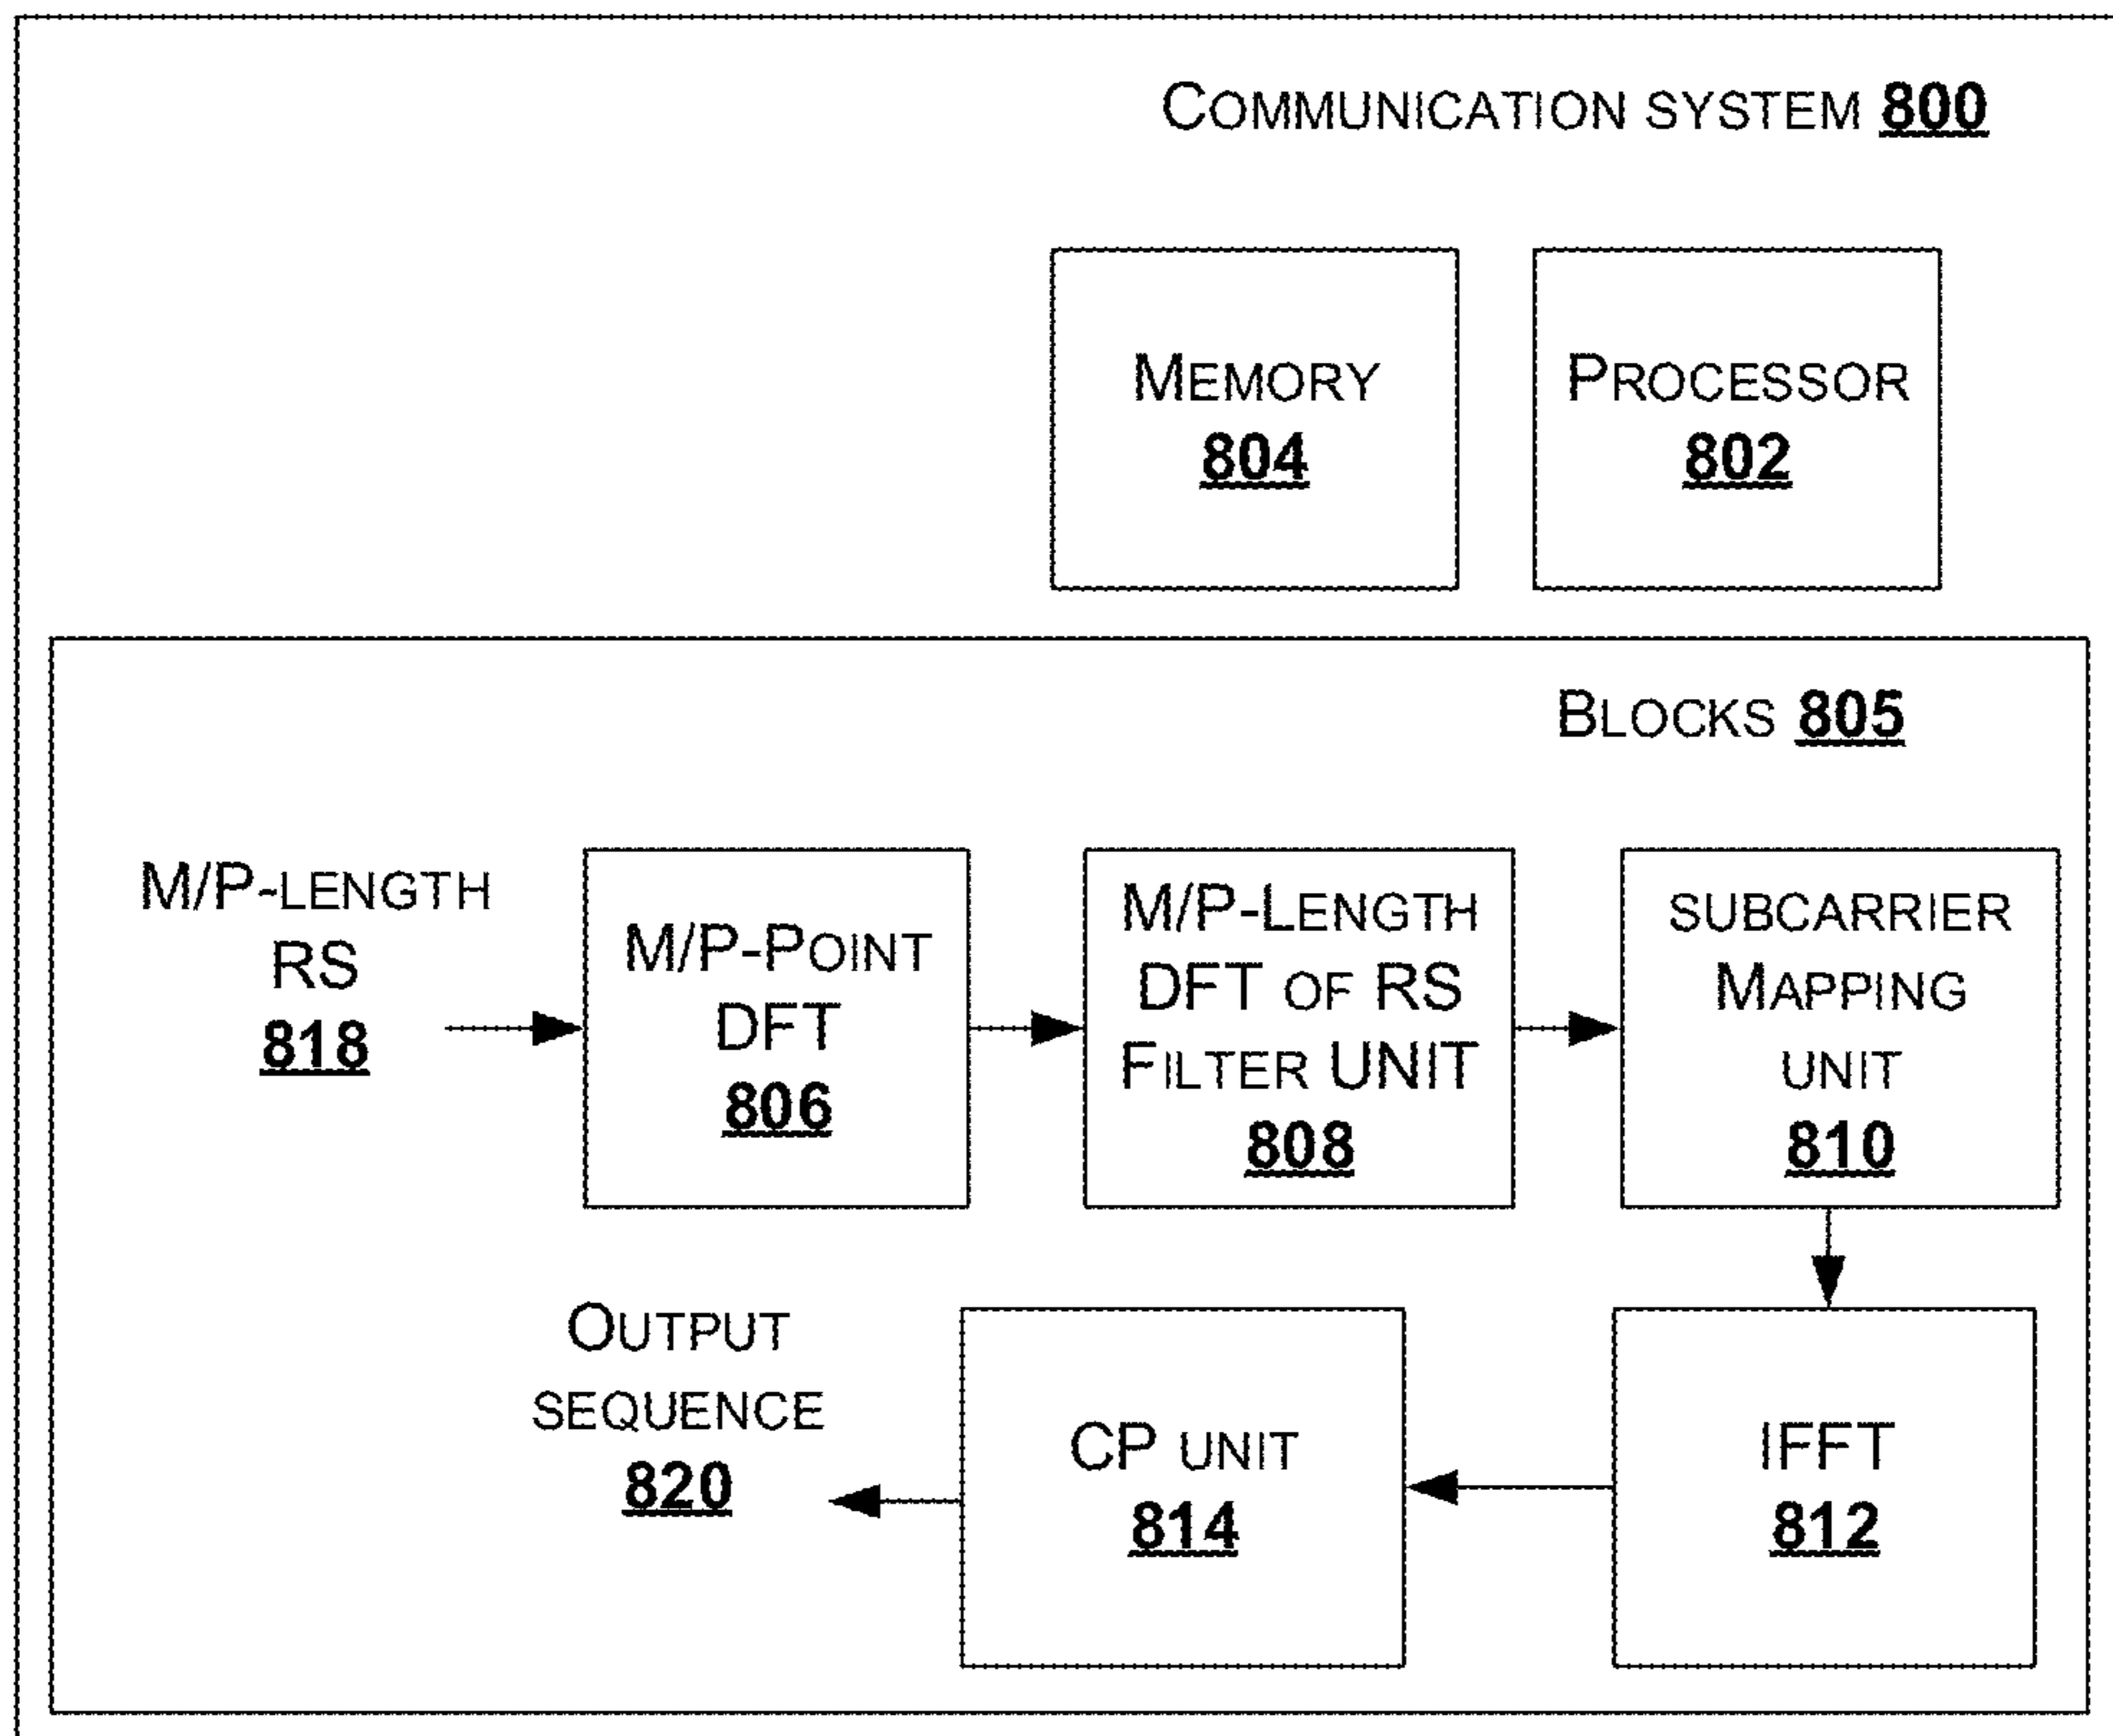 COMMUNICATION SYSTEM 800
MEMORY
804
PROCESSOR
802
BLOCKS 805
M/P-LENGTH
RS
818
M/P-POINT
DFT
806
M/P-LENGTH
DFT OF RS
FILTER UNIT
808
SUBCARRIER
MAPPING
UNIT
810
OUTPUT
SEQUENCE
820
CP UNIT
814
IFFT
812